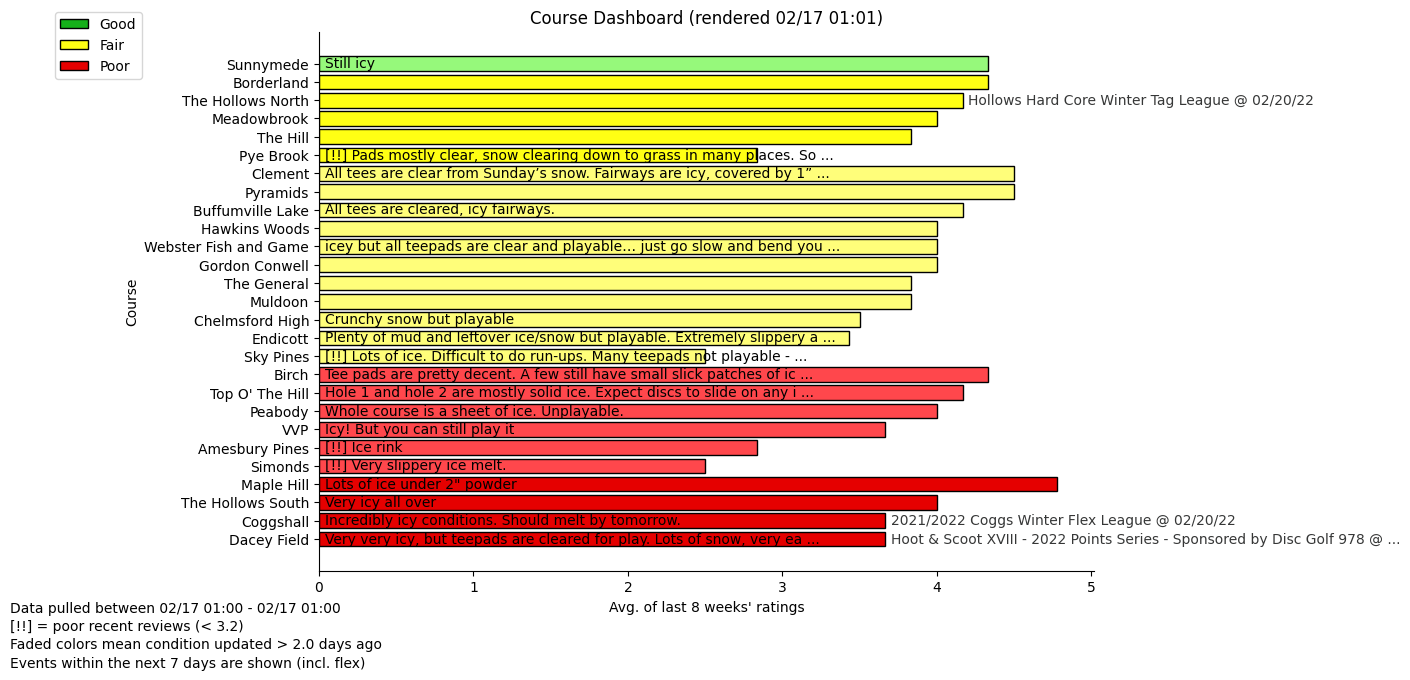 Course Dashboard (rendered 02/17 01:01)
Good
Fair
Poor
Course
Sunnymede Still icy
Borderland
The Hollows North Hollows Hard Core Winter Tag League @ 02/20/22
Meadowbrook
The Hill
Pye Brook [!!] Pads mostly clear, snow clearing down to grass in many places. So ...
Clement All tees are clear from Sunday’s snow. Fairways are icy, covered by 1” ...
Pyramids
Buffumville Lake All tees are cleared, icy fairways.
Hawkins Woods
Webster Fish and Game icey but all teepads are clear and playable… just go slow and bend you ...
Gordon Conwell
The General
Muldoon
Chelmsford High Crunchy snow but playable
Endicott Plenty of mud and leftover ice/snow but playable. Extremely slippery a ...
Sky Pines [!!] Lots of ice. Difficult to do run-ups. Many teepads not playable - ...
Birch Tee pads are pretty decent. A few still have small slick patches of ic ...
Top O' The Hill Hole 1 and hole 2 are mostly solid ice. Expect discs to slide on any i ...
Peabody Whole course is a sheet of ice. Unplayable.
VVP Icy! But you can still play it
Amesbury Pines [!!] Ice rink
Simonds [!!] Very slippery ice melt.
Maple Hill Lots of ice under 2" powder
The Hollows South Very icy all over
Coggshall Incredibly icy conditions. Should melt by tomorrow. 2021/2022 Coggs Winter Flex League @ 02/20/22
Dacey Field Very very icy, but teepads are cleared for play. Lots of snow, very ea ... Hoot & Scoot XVIII - 2022 Points Series - Sponsored by Disc Golf 978 @ ...
0 1 2 3 4 5
Avg. of last 8 weeks' ratings
Data pulled between 02/17 01:00 - 02/17 01:00
[!!] = poor recent reviews (< 3.2)
Faded colors mean condition updated > 2.0 days ago
Events within the next 7 days are shown (incl. flex)